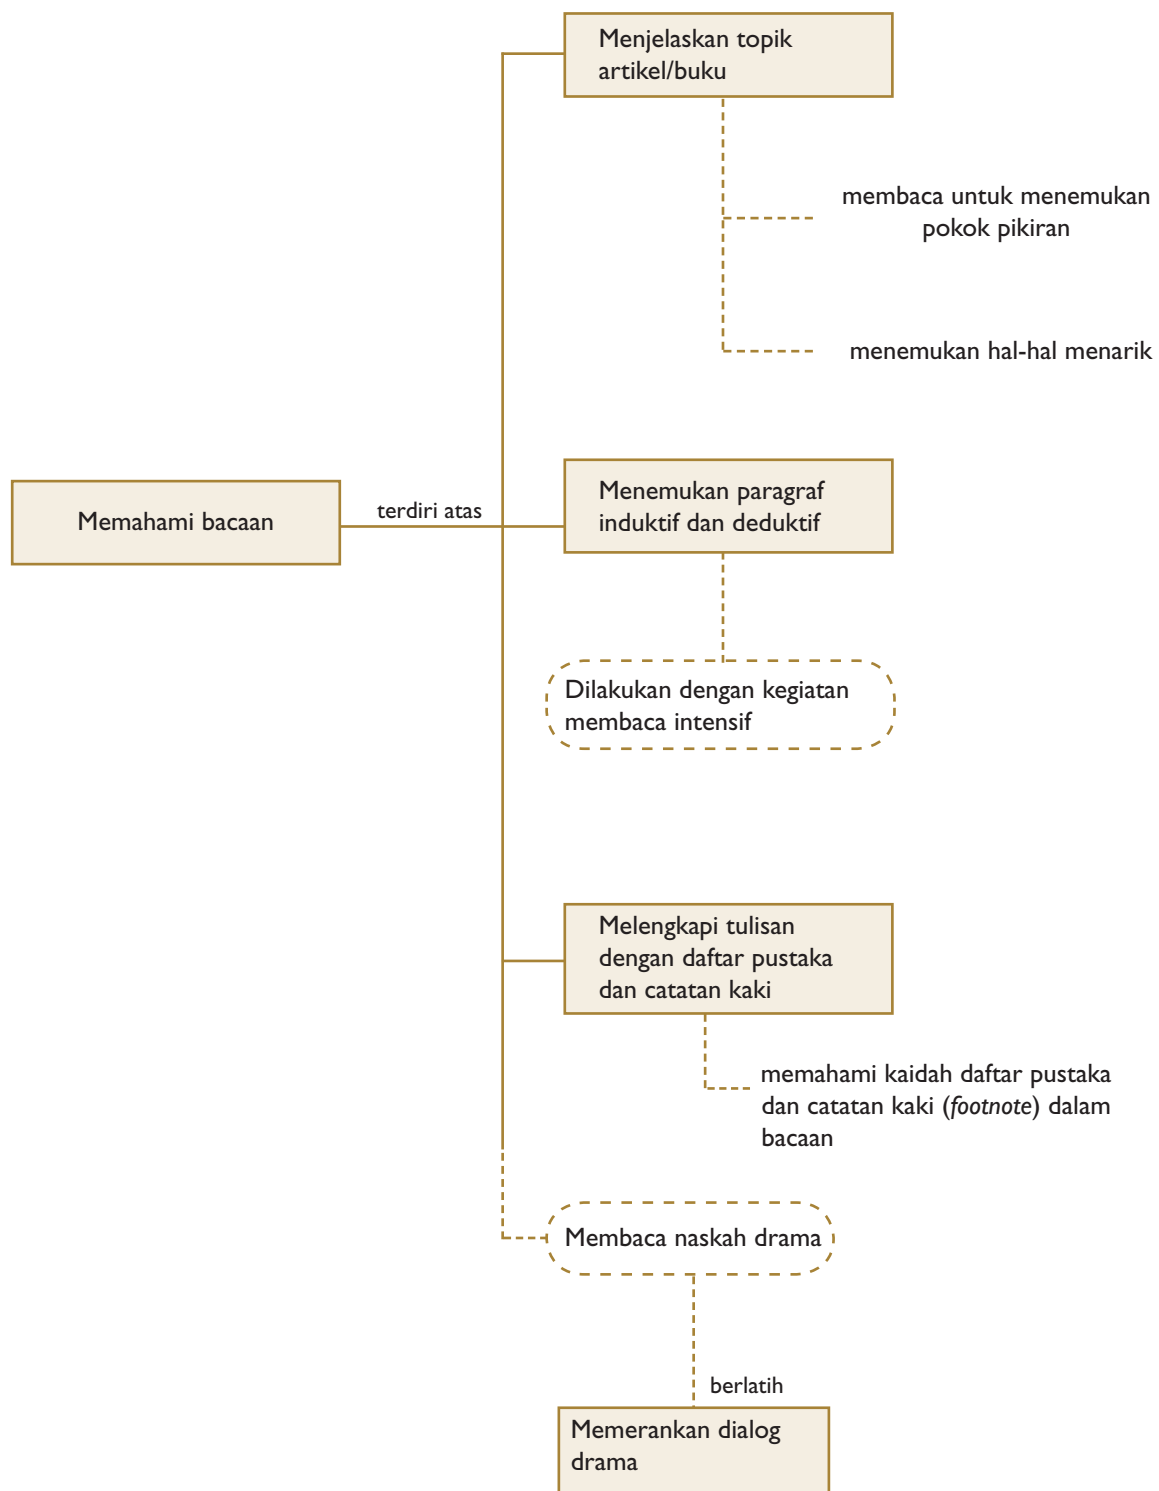 Menjelaskan topik
artikel/buku
membaca untuk menemukan
pokok pikiran
menemukan hal-hal menarik
Memahami bacaan
terdiri atas
Menemukan paragraf
induktif dan deduktif
Dilakukan dengan kegiatan
membaca intensif
Melengkapi tulisan
dengan daftar pustaka
dan catatan kaki
memahami kaidah daftar pustaka
dan catatan kaki (footnote) dalam
bacaan
Membaca naskah drama
berlatih
Memerankan dialog
drama